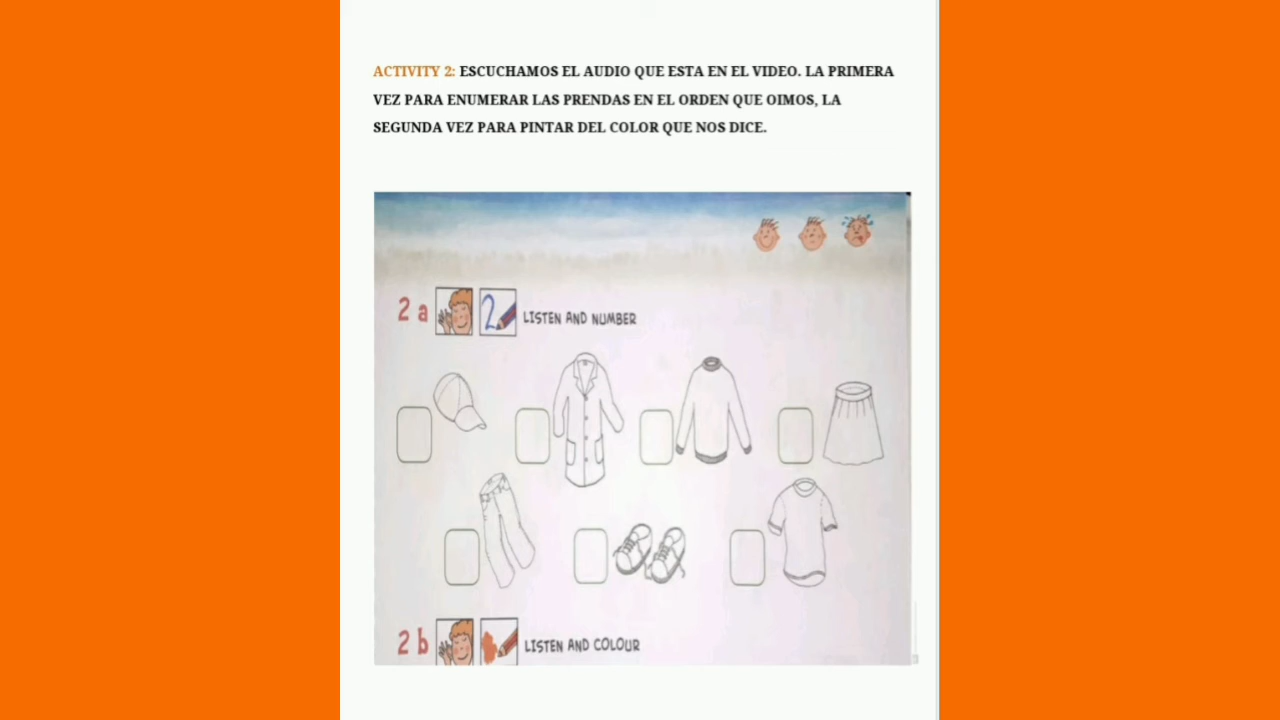 ACTIVITY 2: ESCUCHAMOS EL AUDIO QUE ESTA EN EL VIDEO. LA PRIMERA
VEZ PARA ENUMERAR LAS PRENDAS EN EL ORDEN QUE OIMOS, LA
SEGUNDA VEZ PARA PINTAR DEL COLOR QUE NOS DICE.
2 a 2 LISTEN AND NUMBER
2 b LISTEN AND COLOUR